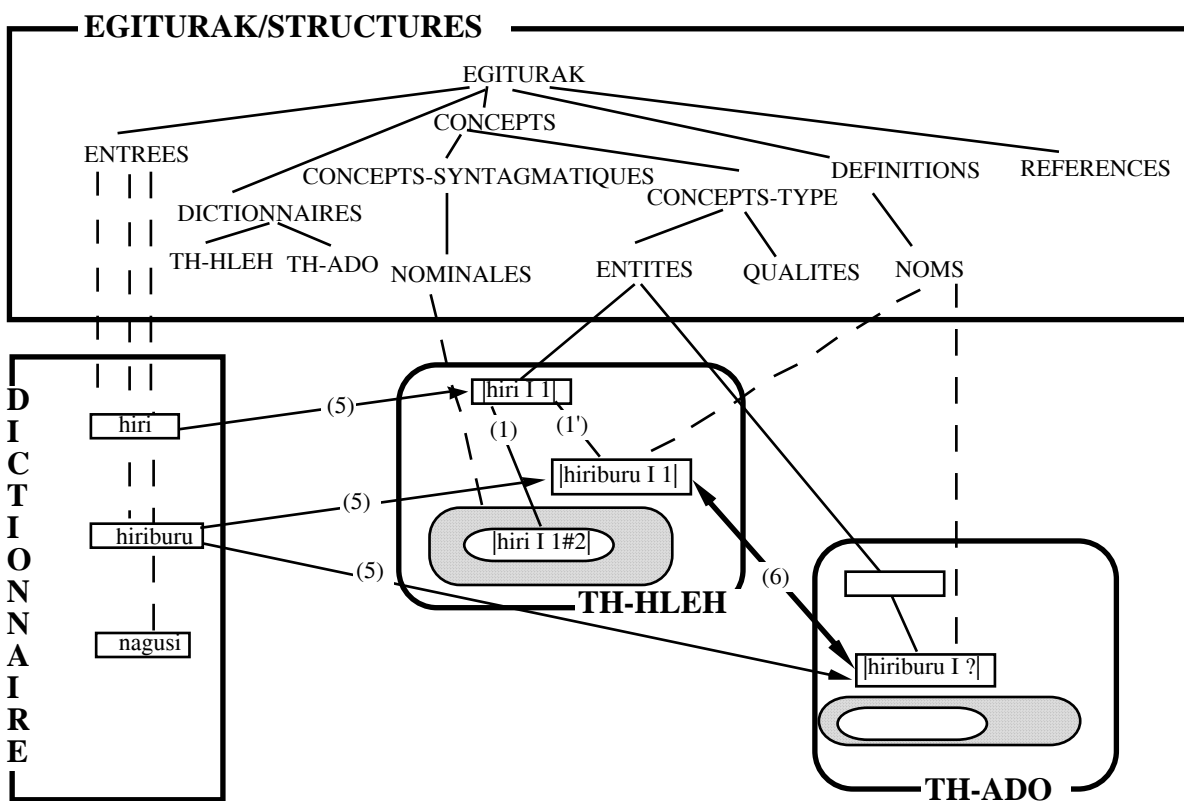 EGITURAK/STRUCTURES
EGITURAK
CONCEPTS
ENTREES
CONCEPTS-SYNTAGMATIQUES
DEFINITIONS
REFERENCES
DICTIONNAIRES
CONCEPTS-TYPE
TH-HLEH
TH-ADO
NOMINALES
ENTITES
QUALITES
NOMS
DICTIONNAIRE
hiri
(5)
|hiri I 1|
(1)
(1')
|hiriburu I 1|
(5)
hiriburu
|hiri I 1#2|
(5)
(6)
TH-HLEH
nagusi
|hiriburu I ?|
TH-ADO